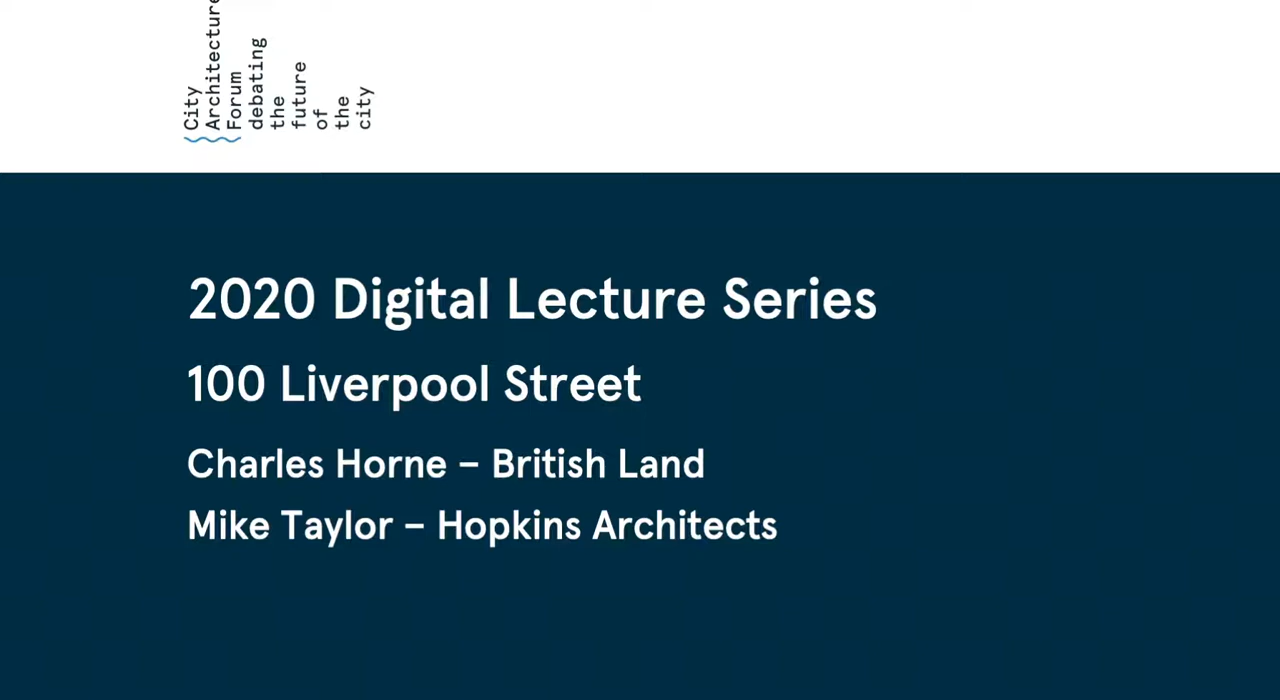 City
Architecture
Forum
debating
the
future
of
the
city
2020 Digital Lecture Series
100 Liverpool Street
Charles Horne – British Land
Mike Taylor – Hopkins Architects